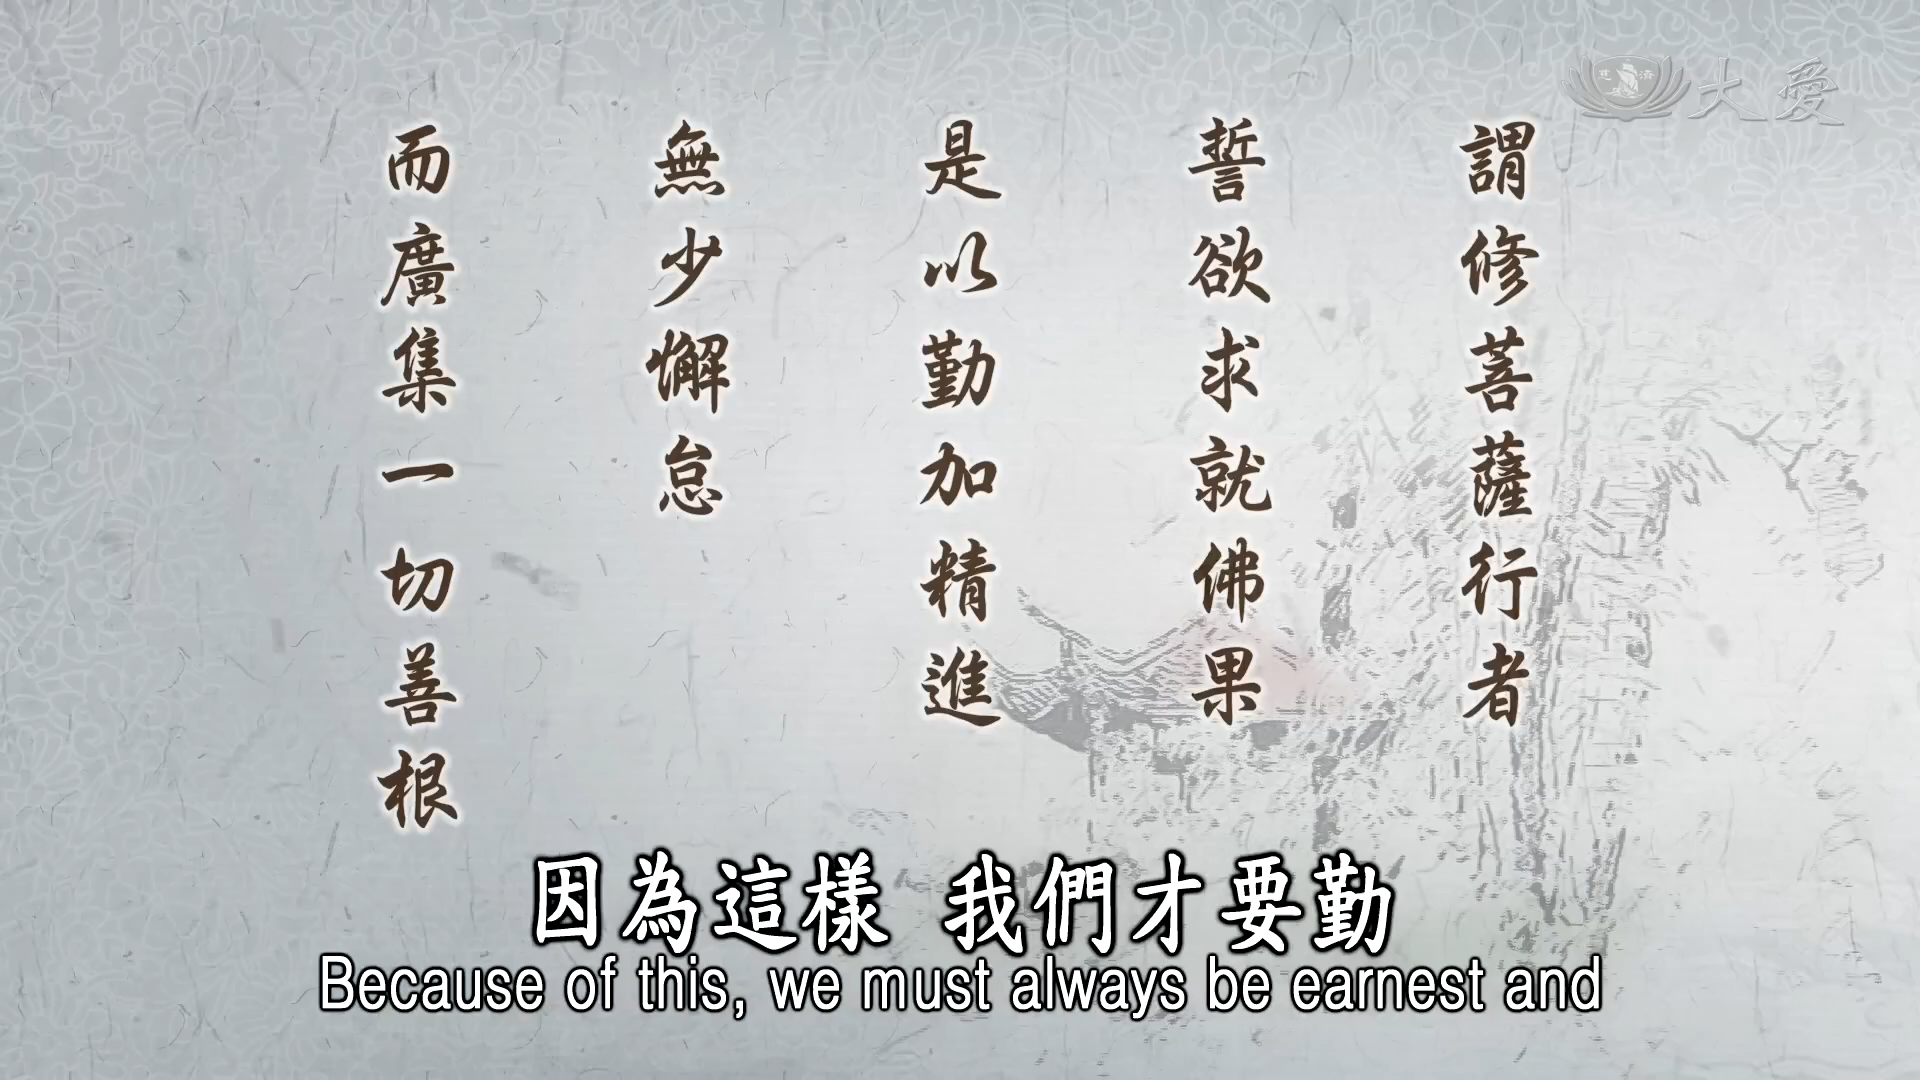 謂修菩薩行者
誓欲求就佛果
是以勤加精進
無少懈怠
而廣集一切善根
慈濟
大愛
因為這樣 我們才要勤
Because of this, we must always be earnest and